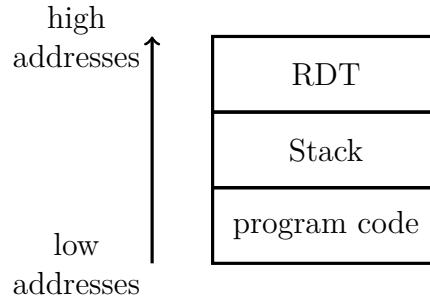 high
addresses
RDT
Stack
program code
low
addresses